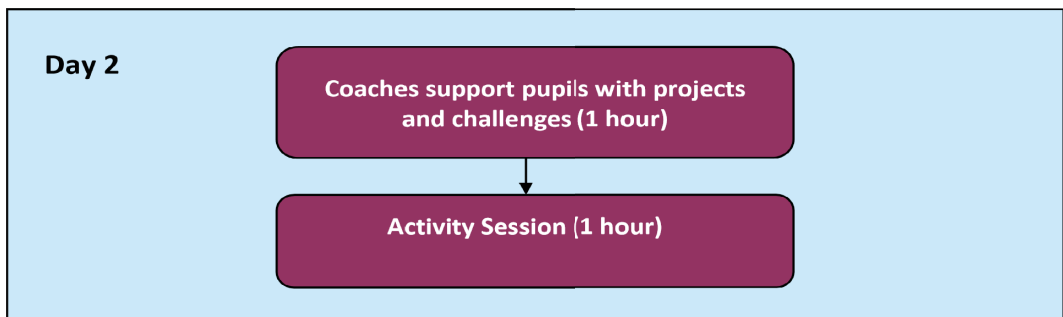 Day 2
Coaches support pupils with projects
and challenges (1 hour)
Activity Session (1 hour)